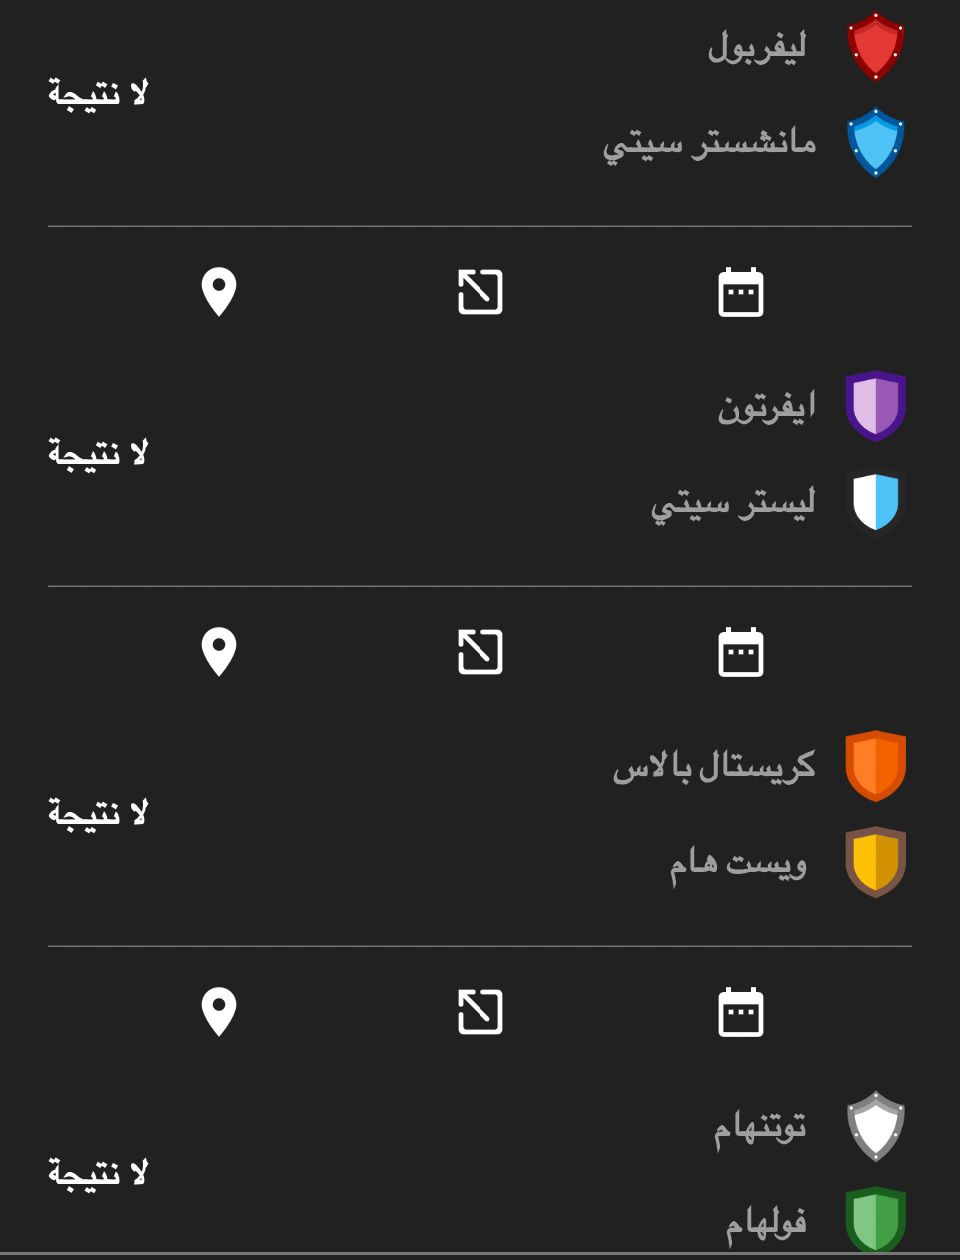 ليفربول
لا نتيجة
مانشستر سيتي
ايفرتون
لا نتيجة
ليستر سيتي
كريستال بالاس
لا نتيجة
ويست هام
توتنهام
لا نتيجة
فولهام